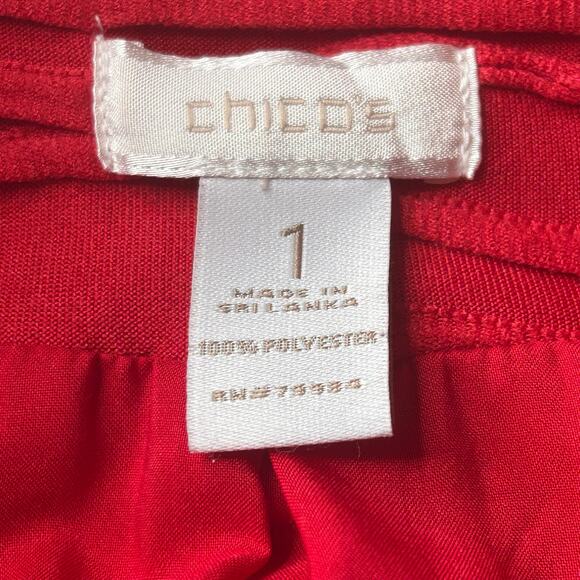 chico's
1
MADE IN
SRI LANKA
100% POLYESTER
RN#79984